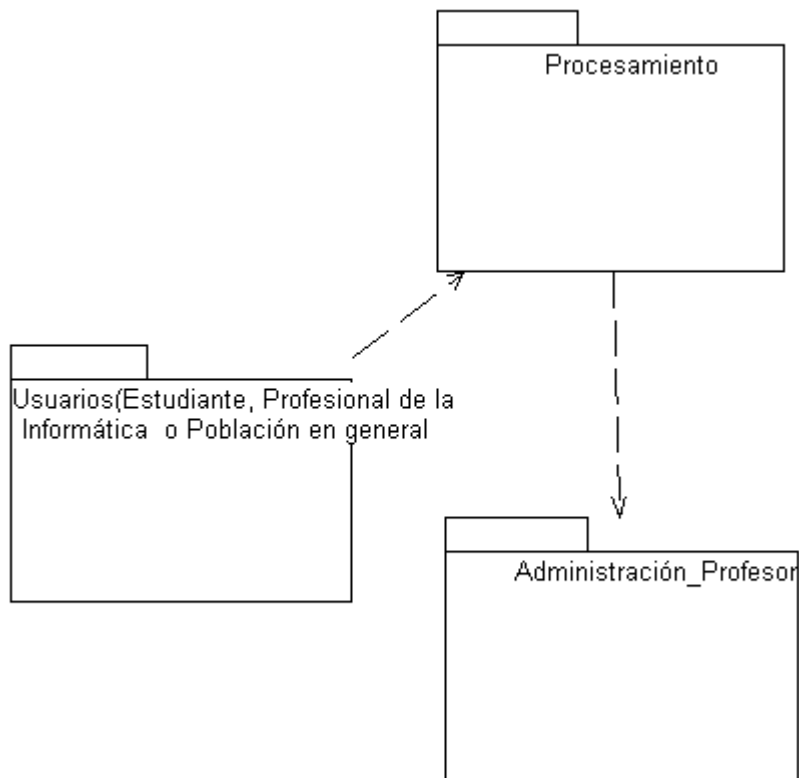 Procesamiento
Usuarios(Estudiante, Profesional de la
Informática o Población en general
Administración_Profesor